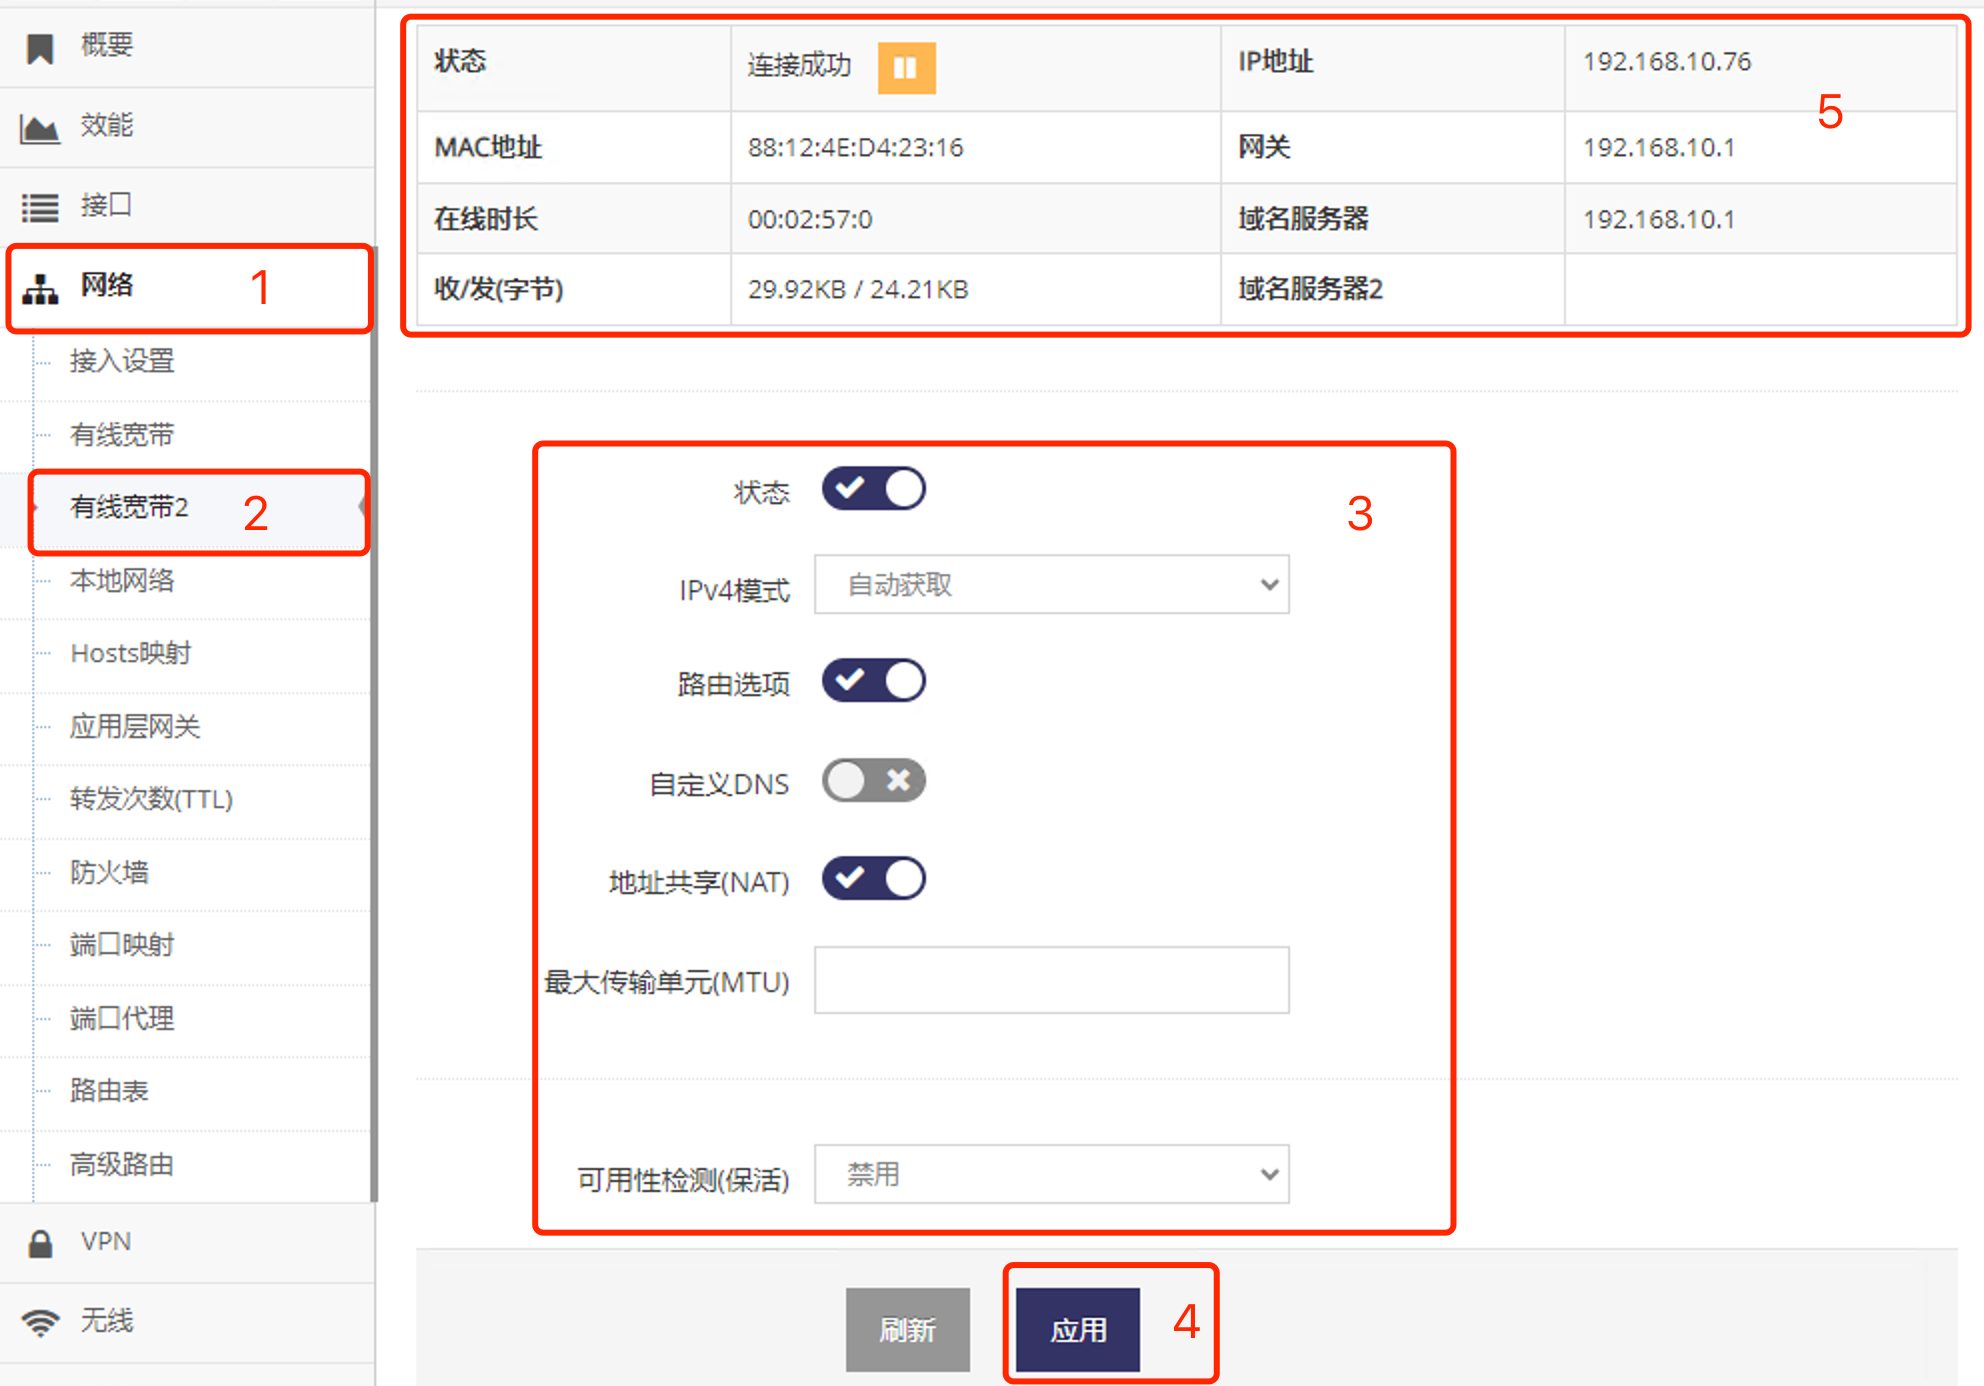 概要
效能
接口
网络 1
接入设置
有线宽带
有线宽带2 2
本地网络
Hosts映射
应用层网关
转发次数(TTL)
防火墙
端口映射
端口代理
路由表
高级路由
VPN
无线
状态 连接成功 IP地址 192.168.10.76
5
MAC地址 88:12:4E:D4:23:16 网关 192.168.10.1
在线时长 00:02:57:0 域名服务器 192.168.10.1
收/发(字节) 29.92KB / 24.21KB 域名服务器2
状态 3
IPv4模式 自动获取
路由选项
自定义DNS
地址共享(NAT)
最大传输单元(MTU)
可用性检测(保活) 禁用
刷新 应用 4